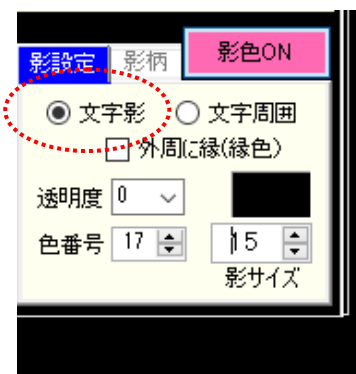 影設定 影柄 影色ON
文字影 文字周囲
外周に縁(縁色)
透明度 0
色番号 17 15
影サイズ